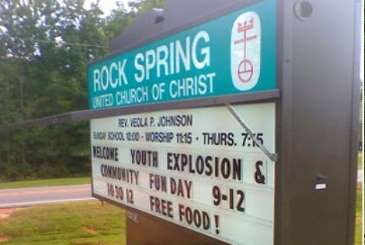 ROCK SPRING
UNITED CHURCH OF CHRIST
REV. VEOLA P. JOHNSON
SUNDAY SCHOOL 10:00 - WORSHIP 11:15 - THURS. 7:15
WELCOME YOUTH EXPLOSION &
COMMUNITY FUN DAY 9-12
10 30 12 FREE FOOD!